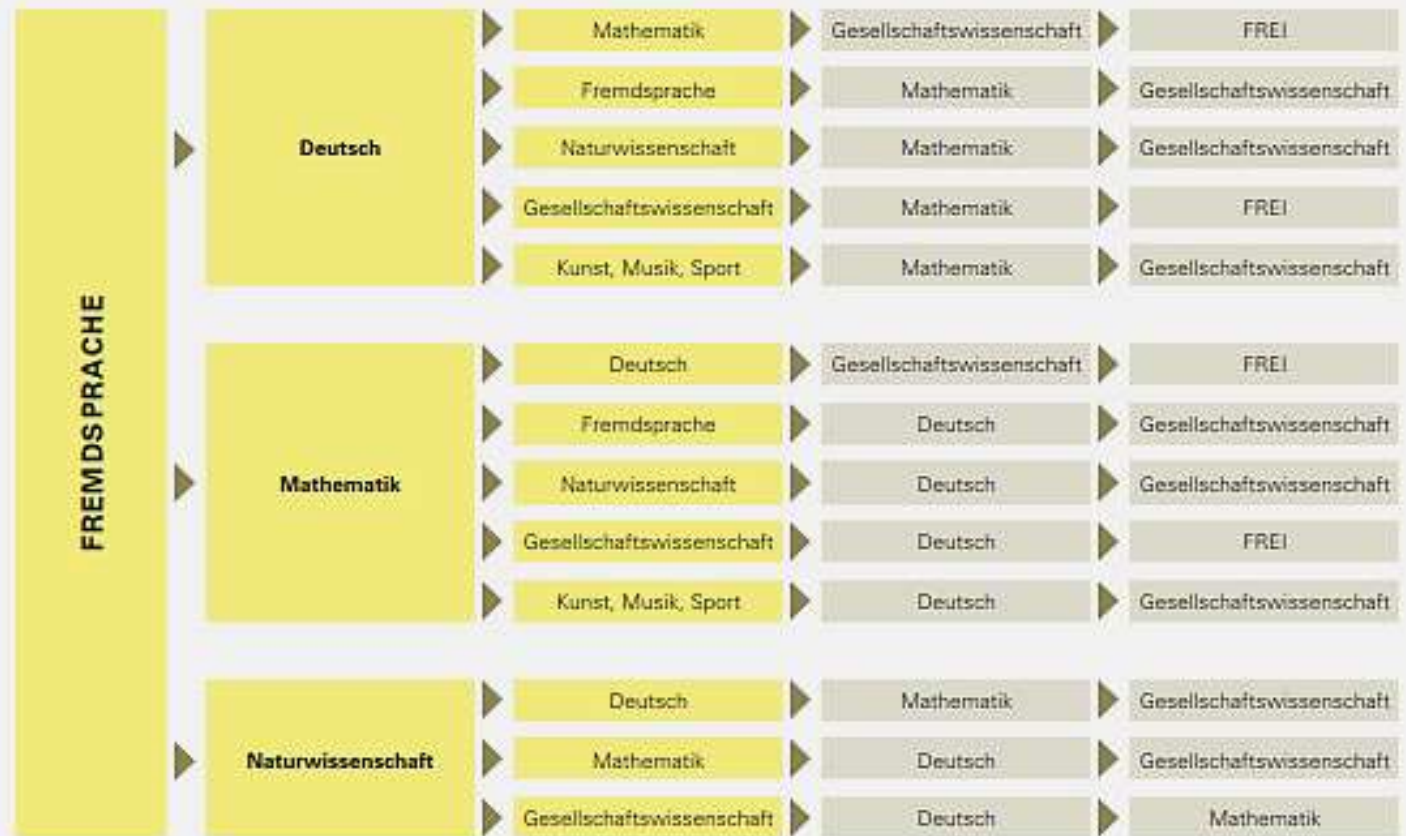 FREMDSPRACHE
Deutsch
Mathematik Gesellschaftswissenschaft FREI
Fremdsprache Mathematik Gesellschaftswissenschaft
Naturwissenschaft Mathematik Gesellschaftswissenschaft
Gesellschaftswissenschaft Mathematik FREI
Kunst, Musik, Sport Mathematik Gesellschaftswissenschaft
Mathematik
Deutsch Gesellschaftswissenschaft FREI
Fremdsprache Deutsch Gesellschaftswissenschaft
Naturwissenschaft Deutsch Gesellschaftswissenschaft
Gesellschaftswissenschaft Deutsch FREI
Kunst, Musik, Sport Deutsch Gesellschaftswissenschaft
Naturwissenschaft
Deutsch Mathematik Gesellschaftswissenschaft
Mathematik Deutsch Gesellschaftswissenschaft
Gesellschaftswissenschaft Deutsch Mathematik